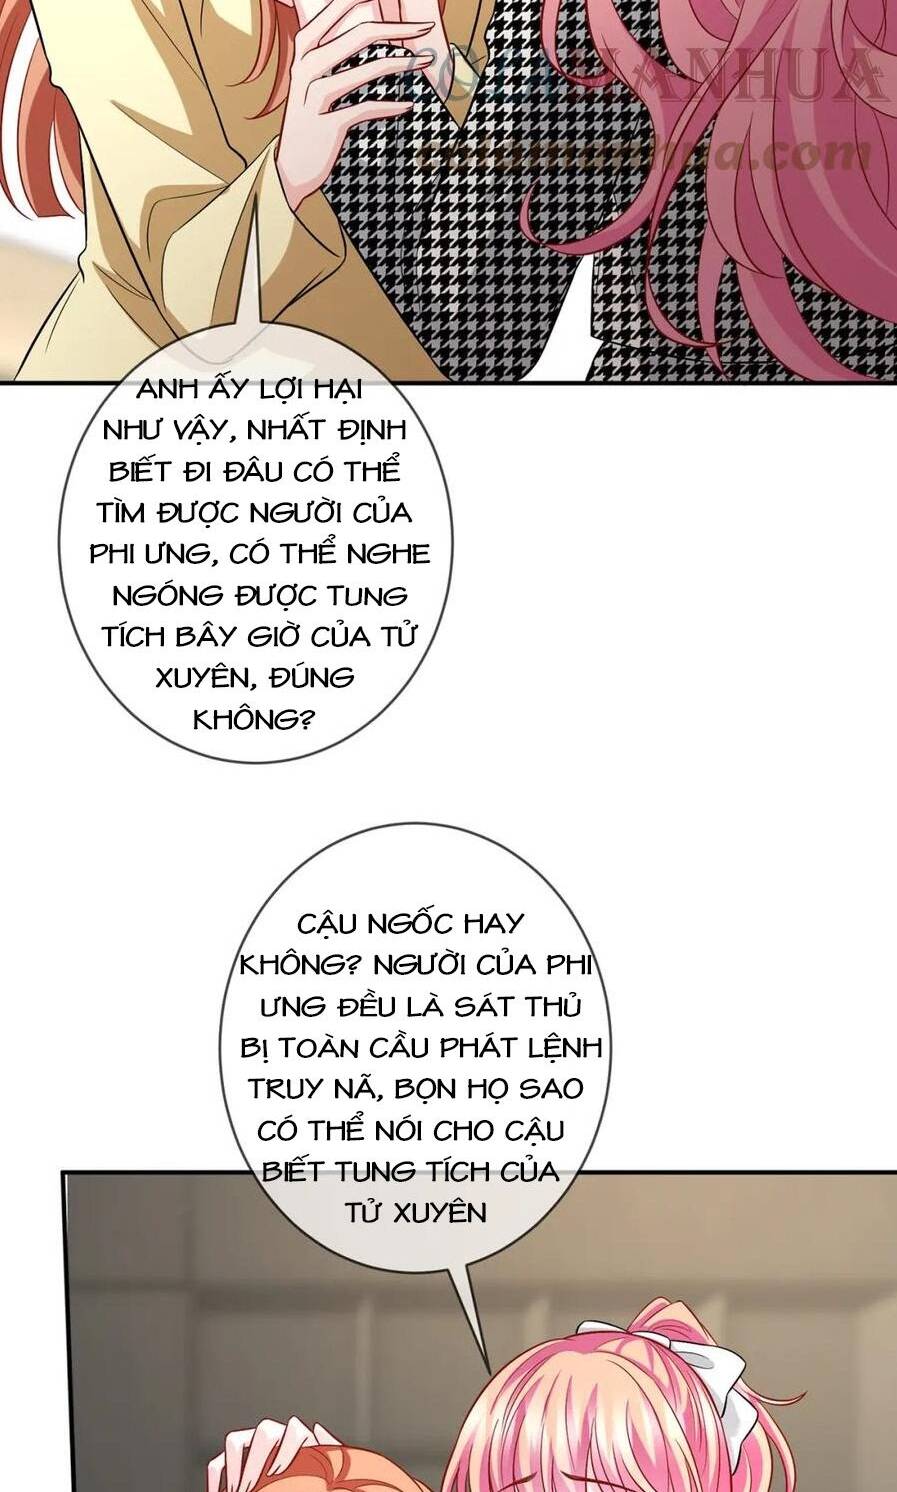 COLAMANHUA
colamanhua.com
ANH ẤY LỢI HẠI
NHƯ VẬY, NHẤT ĐỊNH
BIẾT ĐI ĐÂU CÓ THỂ
TÌM ĐƯỢC NGƯỜI CỦA
PHI ƯNG, CÓ THỂ NGHE
NGÓNG ĐƯỢC TUNG
TÍCH BÂY GIỜ CỦA TỬ
XUYÊN, ĐÚNG
KHÔNG?
CẬU NGỐC HAY
KHÔNG? NGƯỜI CỦA PHI
ƯNG ĐỀU LÀ SÁT THỦ
BỊ TOÀN CẦU PHÁT LỆNH
TRUY NÃ, BỌN HỌ SAO
CÓ THỂ NÓI CHO CẬU
BIẾT TUNG TÍCH CỦA
TỬ XUYÊN